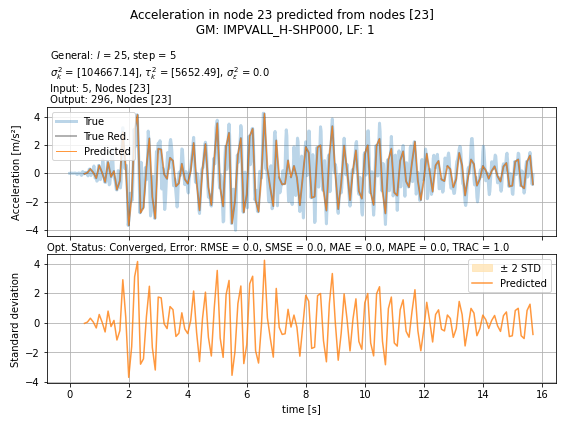 Acceleration in node 23 predicted from nodes [23]
GM: IMPVALL_H-SHP000, LF: 1
General: l = 25, step = 5
σ²ₖ = [104667.14], τ²ₖ = [5652.49], σ²ₑ = 0.0
Input: 5, Nodes [23]
Output: 296, Nodes [23]
4
2
0
−2
−4
Acceleration [m/s²]
True
True Red.
Predicted
Opt. Status: Converged, Error: RMSE = 0.0, SMSE = 0.0, MAE = 0.0, MAPE = 0.0, TRAC = 1.0
4
2
0
−2
−4
Standard deviation
± 2 STD
Predicted
0 2 4 6 8 10 12 14 16
time [s]